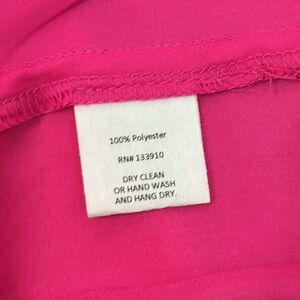 100% Polyester
RN# 133910
DRY CLEAN
OR HAND WASH
AND HANG DRY.